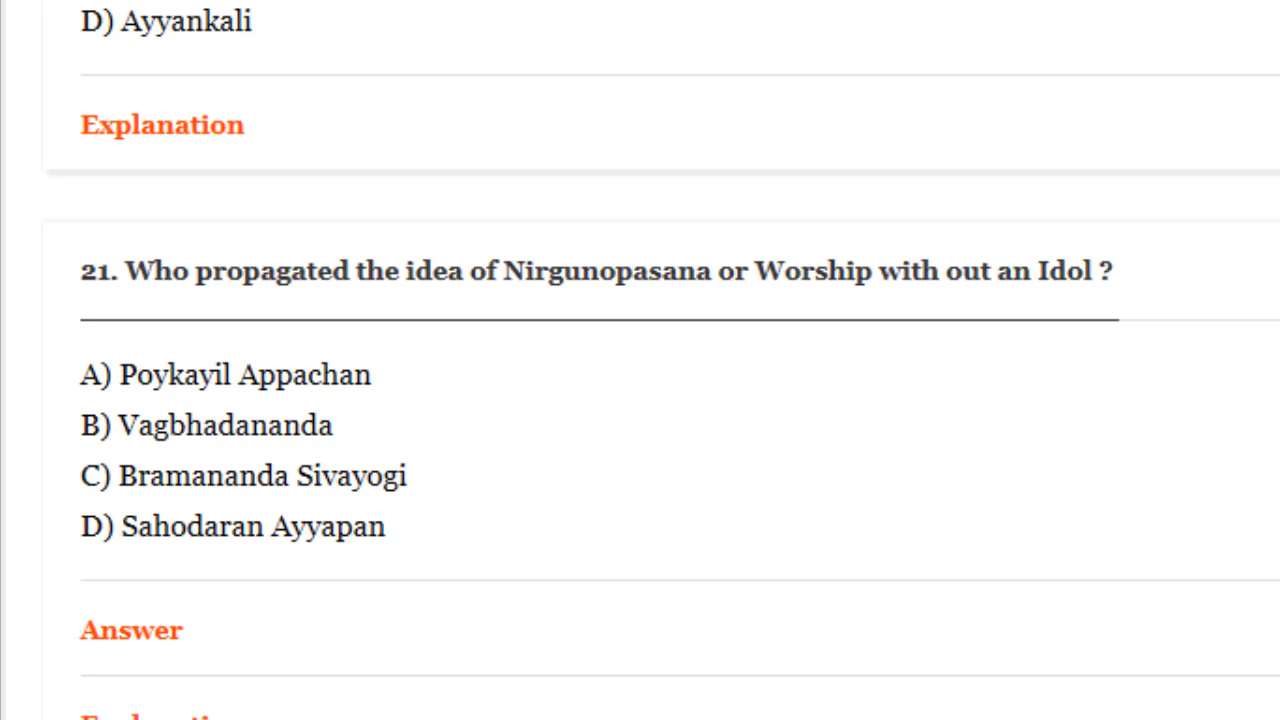 D) Ayyankali
Explanation
21. Who propagated the idea of Nirgunopasana or Worship with out an Idol ?
A) Poykayil Appachan
B) Vagbhadananda
C) Bramananda Sivayogi
D) Sahodaran Ayyapan
Answer